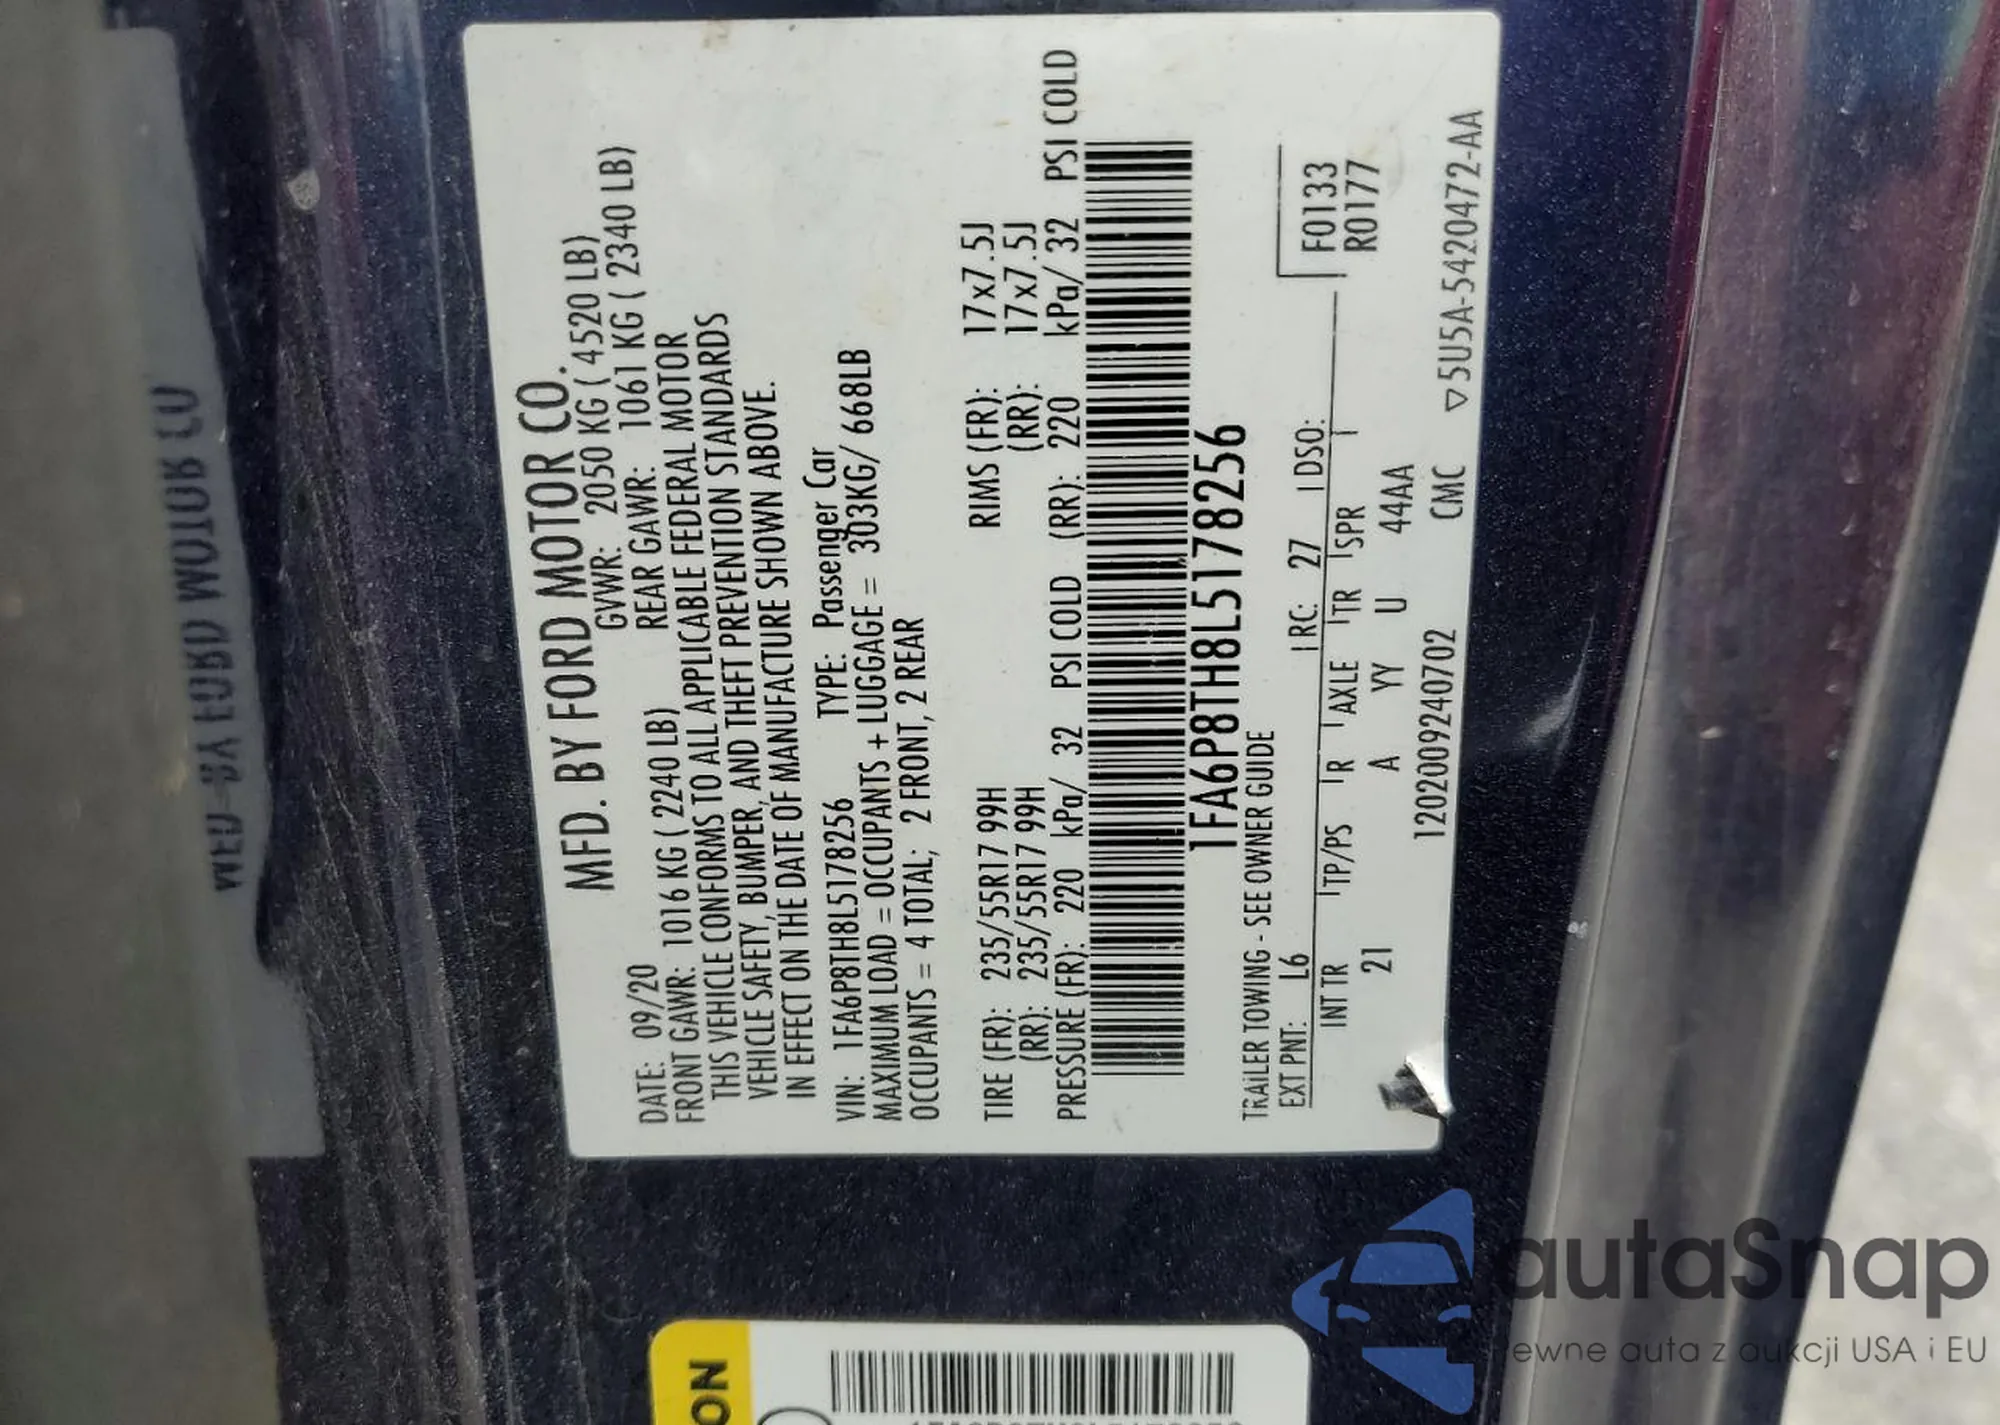 MFD. BY FORD MOTOR CO.
DATE: 09/20 GVWR: 2050 KG ( 4520 LB)
FRONT GAWR: 1016 KG ( 2240 LB) REAR GAWR: 1061 KG ( 2340 LB)
THIS VEHICLE CONFORMS TO ALL APPLICABLE FEDERAL MOTOR
VEHICLE SAFETY, BUMPER, AND THEFT PREVENTION STANDARDS
IN EFFECT ON THE DATE OF MANUFACTURE SHOWN ABOVE.
VIN: 1FA6P8TH8L5178256 TYPE: Passenger Car
MAXIMUM LOAD = OCCUPANTS + LUGGAGE = 303KG/ 668LB
OCCUPANTS = 4 TOTAL; 2 FRONT, 2 REAR
TIRE (FR): 235/55R17 99H RIMS (FR): 17x7.5J
(RR): 235/55R17 99H (RR): 17x7.5J
PRESSURE (FR): 220 kPa/ 32 PSI COLD (RR): 220 kPa/ 32 PSI COLD
1FA6P8TH8L5178256
TRAILER TOWING - SEE OWNER GUIDE
EXT PNT: L6 RC: 27 DSO: F0133
R0177
INT TR TP/PS R AXLE TR SPR
21 A YY U 44AA
12020092407​02 CMC ▽5U5A-5420472-AA
ON
autaSnap
ewne auta z aukcji USA i EU